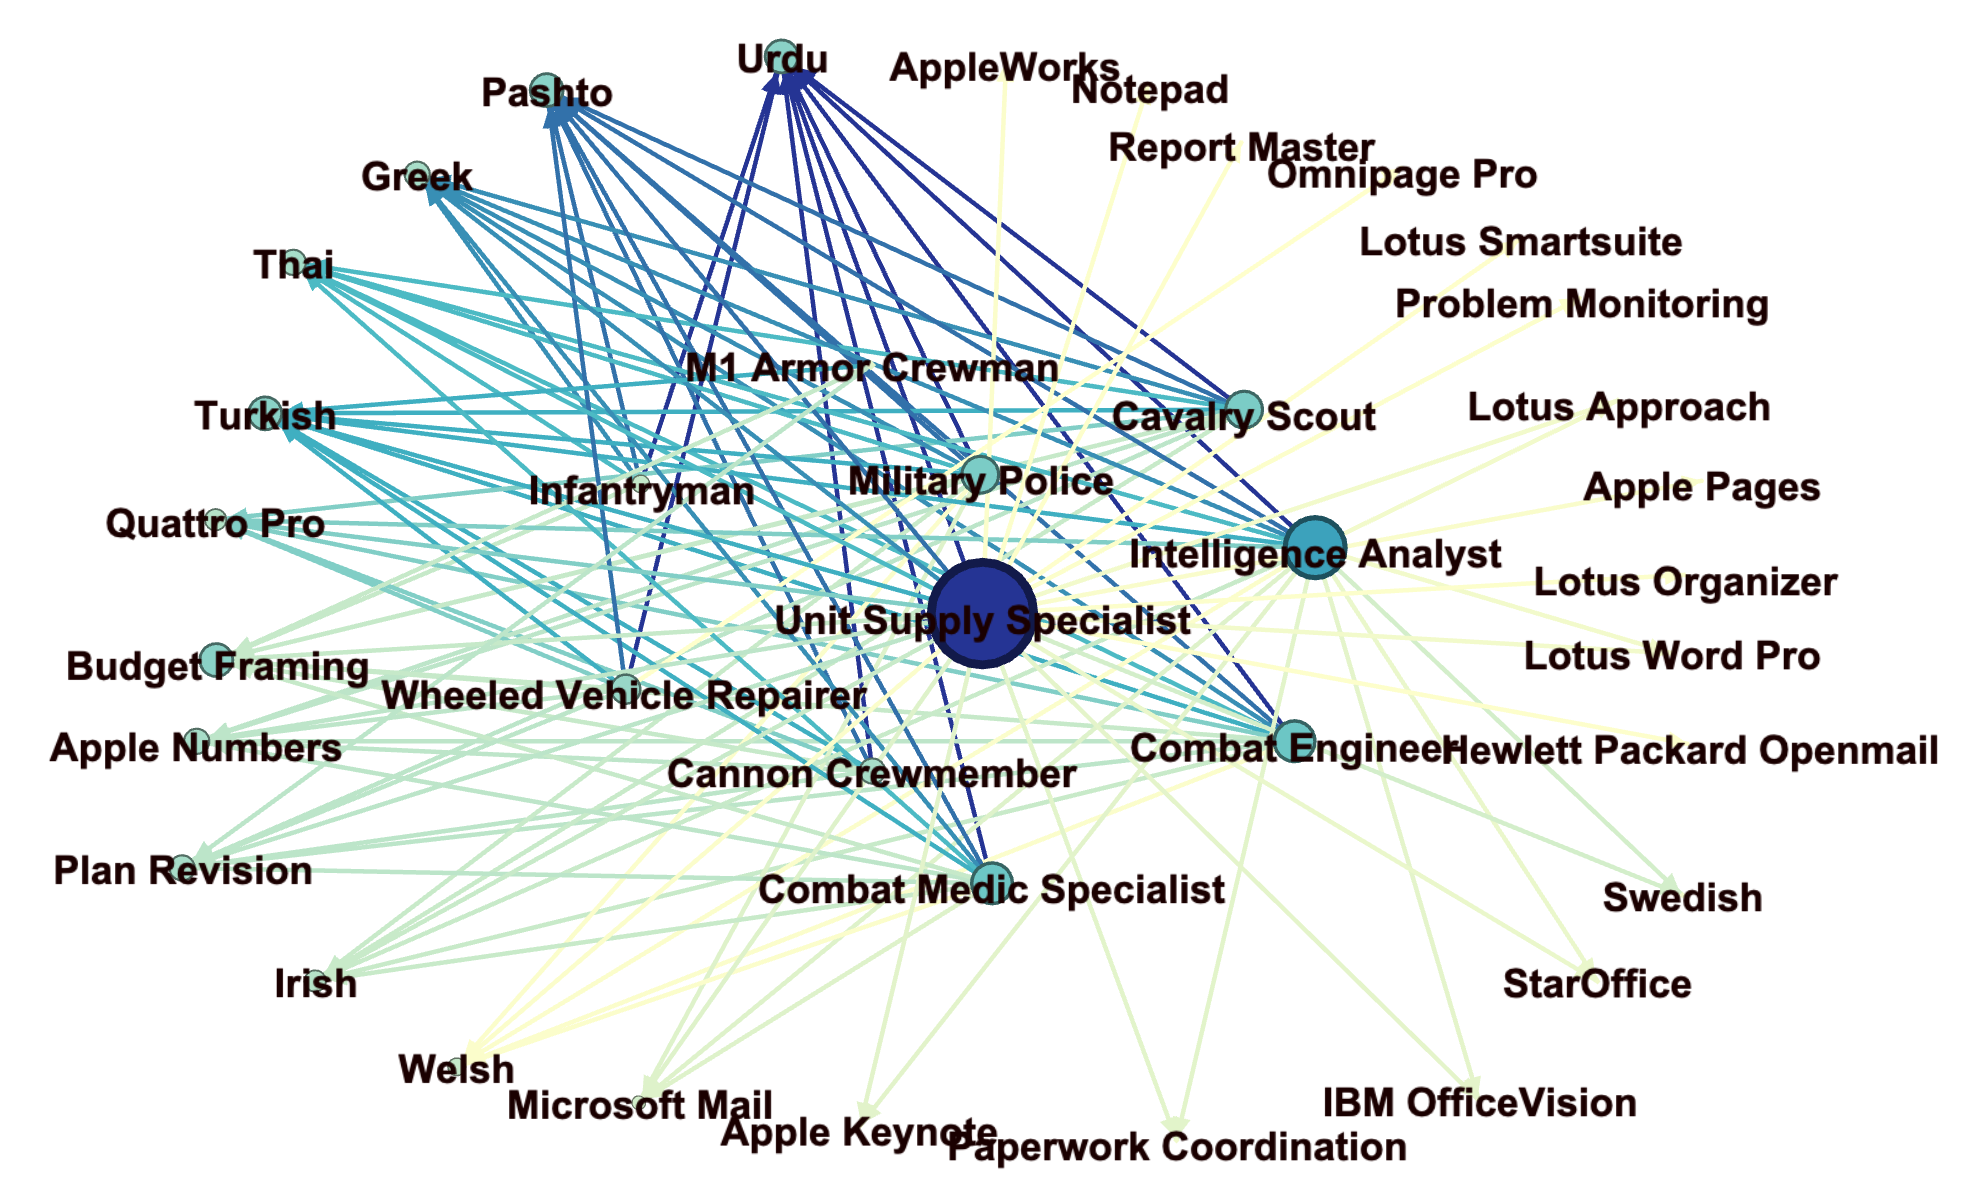 Urdu
AppleWorks
Pashto
Notepad
Report Master
Greek
Omnipage Pro
Lotus Smartsuite
Thai
Problem Monitoring
M1 Armor Crewman
Lotus Approach
Turkish
Cavalry Scout
Military Police
Apple Pages
Infantryman
Quattro Pro
Intelligence Analyst
Lotus Organizer
Unit Supply Specialist
Lotus Word Pro
Budget Framing
Wheeled Vehicle Repairer
Apple Numbers
Combat Engineer
Hewlett Packard Openmail
Cannon Crewmember
Plan Revision
Combat Medic Specialist
Swedish
Irish
StarOffice
Welsh
Microsoft Mail
IBM OfficeVision
Apple Keynote
Paperwork Coordination